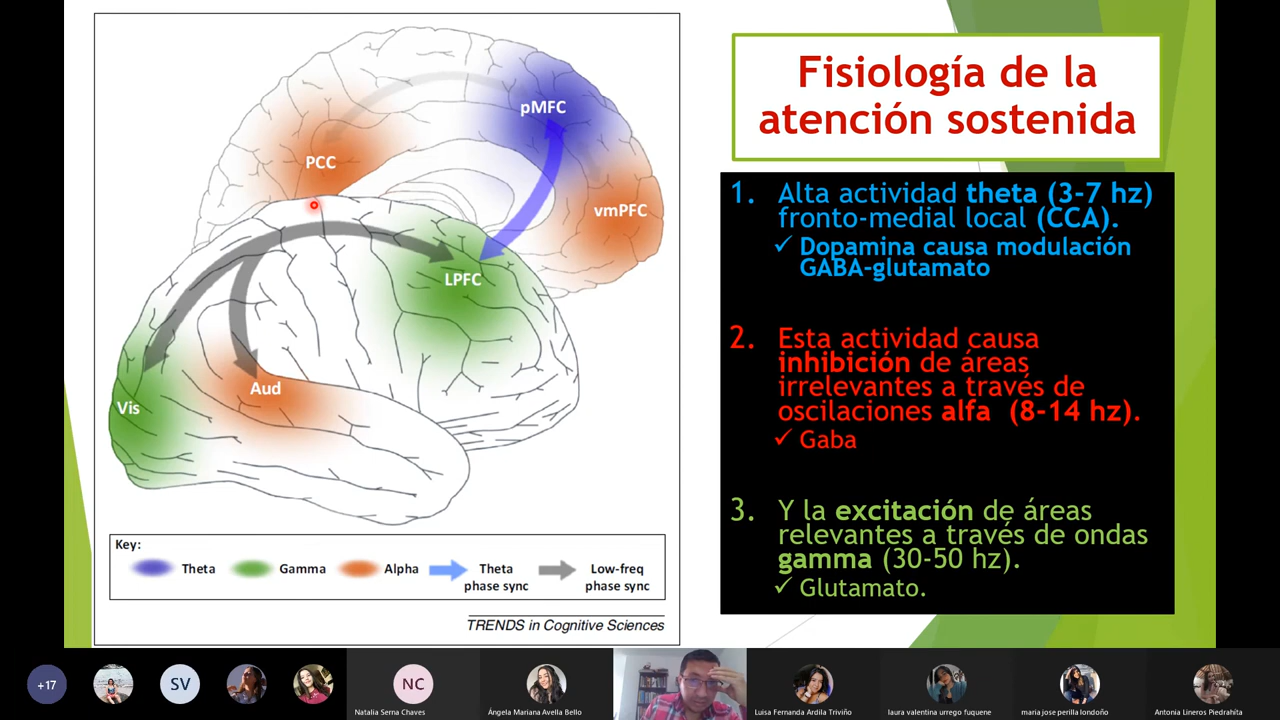 pMFC
PCC
vmPFC
LPFC
Aud
Vis
Key:
Theta
Gamma
Alpha
Theta
phase sync
Low-freq
phase sync
TRENDS in Cognitive Sciences
Fisiología de la
atención sostenida
1. Alta actividad theta (3-7 hz)
fronto-medial local (CCA).
✓ Dopamina causa modulación
GABA-glutamato
2. Esta actividad causa
inhibición de áreas
irrelevantes a través de
oscilaciones alfa (8-14 hz).
✓ Gaba
3. Y la excitación de áreas
relevantes a través de ondas
gamma (30-50 hz).
✓ Glutamato.
+17
SV
NC
Natalia Serna Chaves
Ángela Mariana Avella Bello
Luisa Fernanda Ardila Triviño
laura valentina urrego fuquene
maria jose perilla londoño
Antonia Lineros Piedrahíta